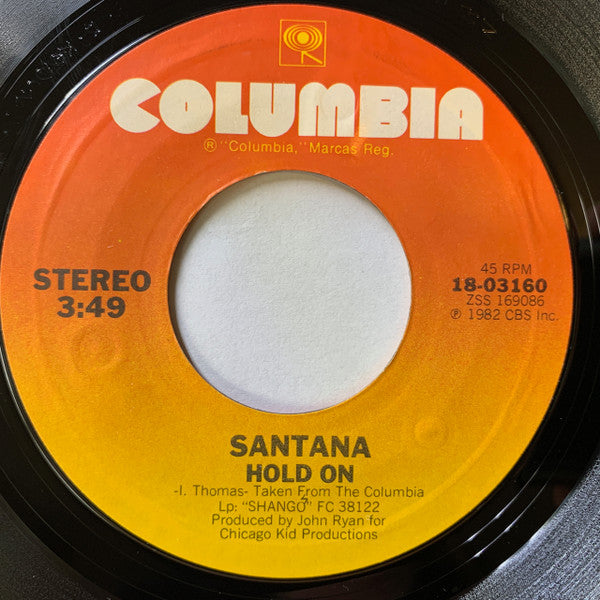 COLUMBIA
® "Columbia," Marcas Reg.
STEREO
3:49
45 RPM
18-03160
ZSS 169086
℗ 1982 CBS Inc.
SANTANA
HOLD ON
-I. Thomas- Taken From The Columbia
Lp: "SHANGO" FC 38122
Produced by John Ryan for
Chicago Kid Productions